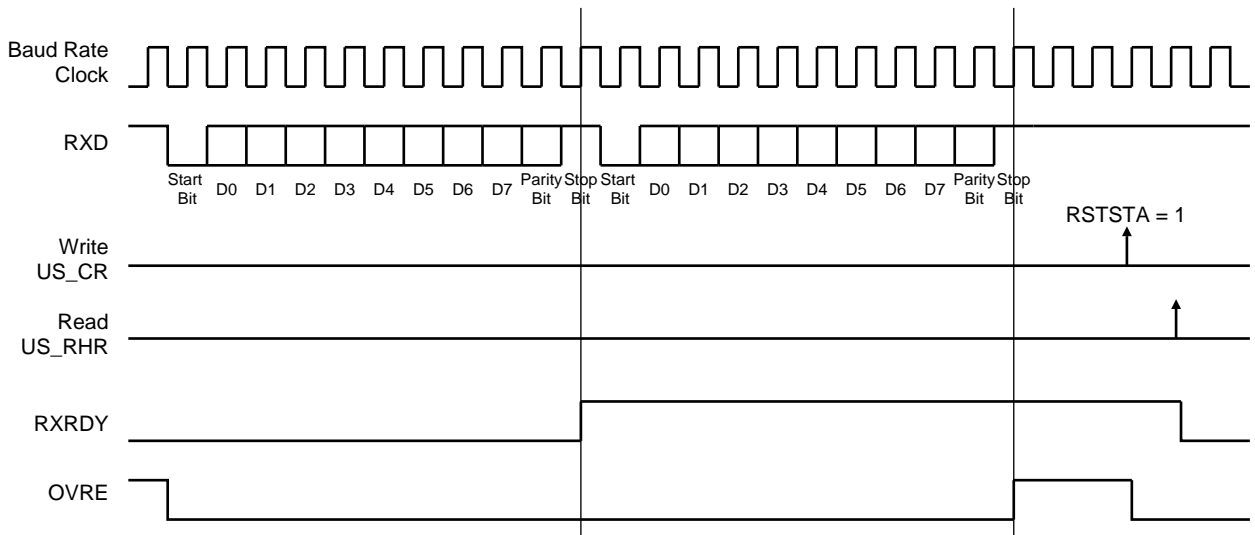 Baud Rate
Clock
RXD
Start
Bit
D0 D1 D2 D3 D4 D5 D6 D7
Parity
Bit
Stop
Bit
Start
Bit
D0 D1 D2 D3 D4 D5 D6 D7
Parity
Bit
Stop
Bit
RSTSTA = 1
Write
US_CR
Read
US_RHR
RXRDY
OVRE